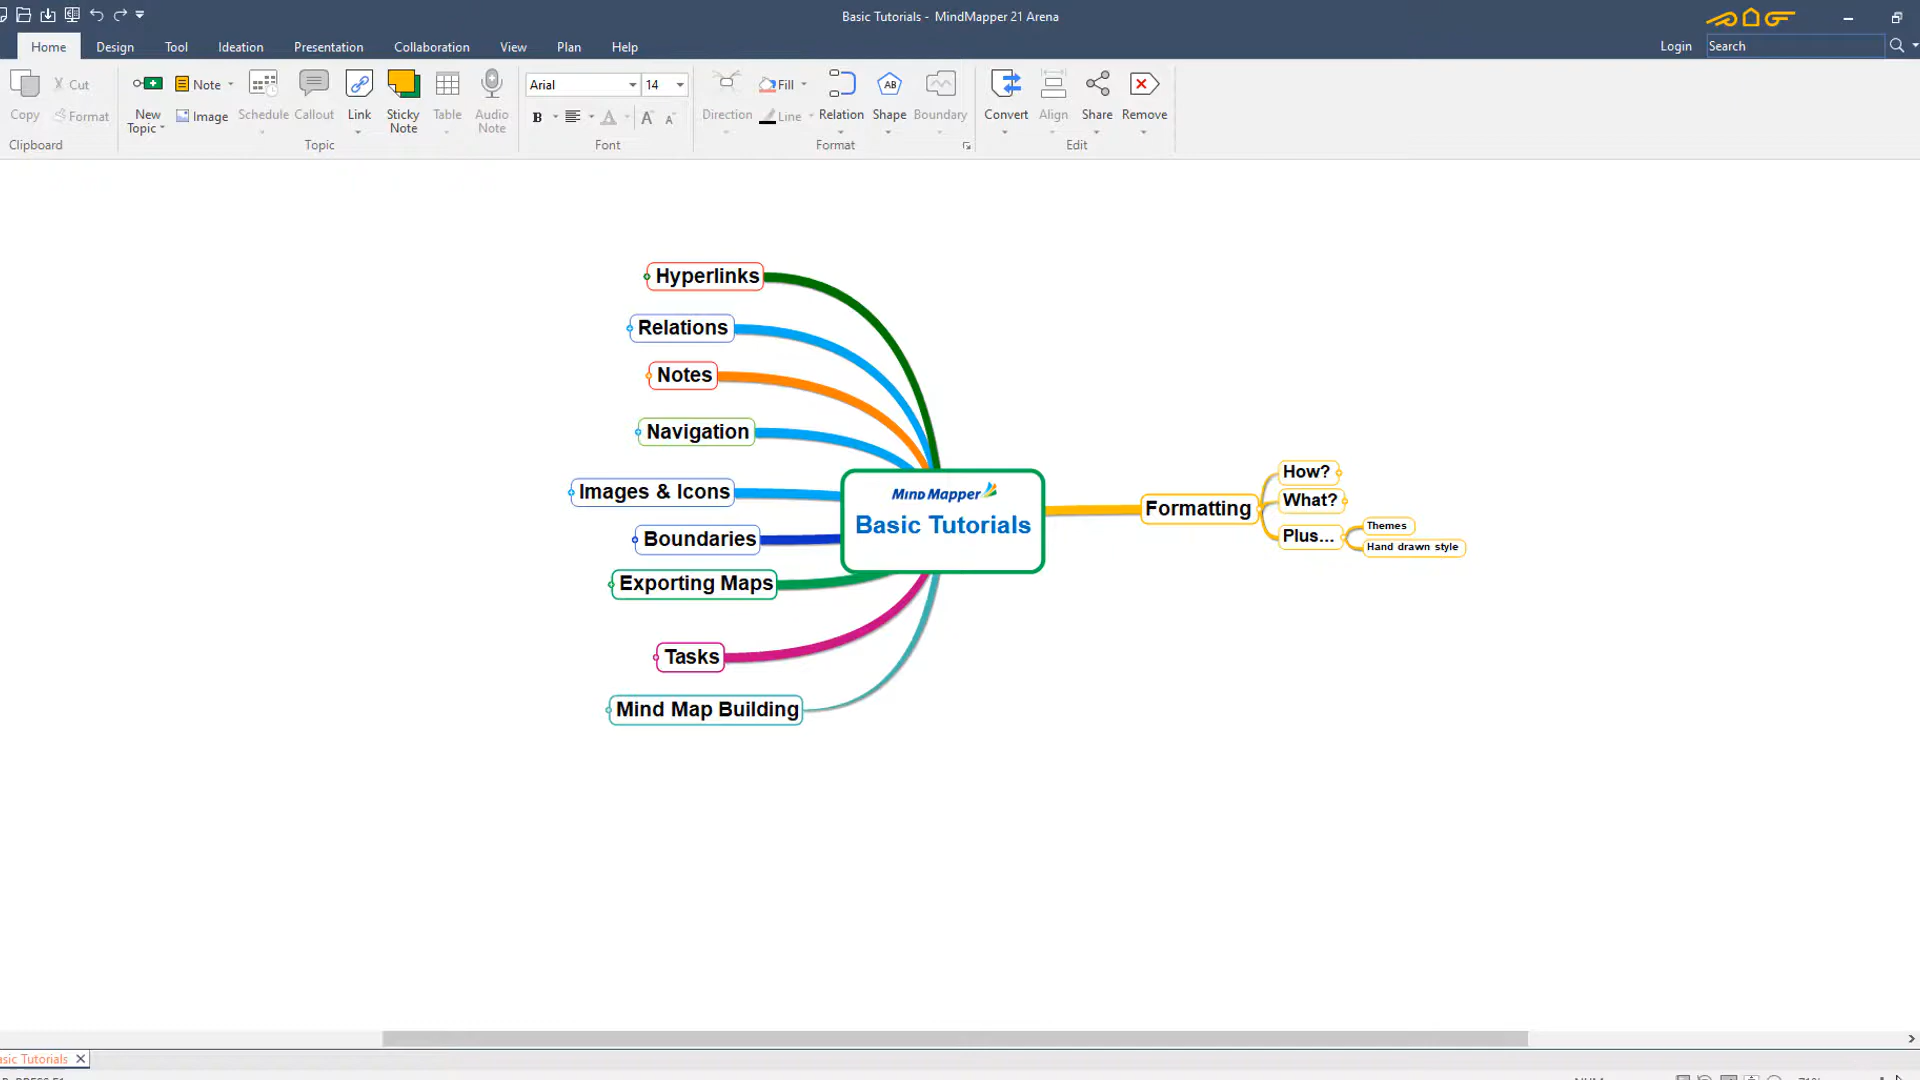 Basic Tutorials - MindMapper 21 Arena
Home Design Tool Ideation Presentation Collaboration View Plan Help
Login Search
Copy Cut Format
Clipboard
New Topic Note Image Schedule Callout Link Sticky Note Table Audio Note
Topic
Arial 14
B A A A
Font
Direction Fill Line Relation Shape AB Boundary
Format
Convert Align Share Remove
Edit
Hyperlinks
Relations
Notes
Navigation
Images & Icons
Boundaries
Exporting Maps
Tasks
Mind Map Building
Mind Mapper
Basic Tutorials
Formatting
How?
What?
Plus...
Themes
Hand drawn style
asic Tutorials